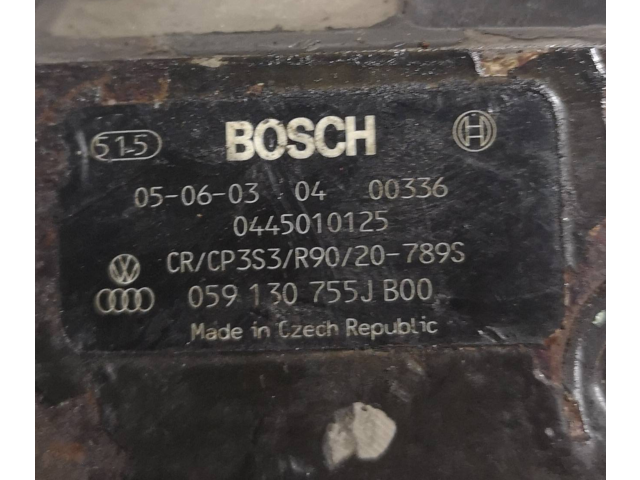 515 BOSCH
05-06-03 04 00336
0445010125
CR/CP3S3/R90/20-789S
059 130 755J B00
Made in Czech Republic